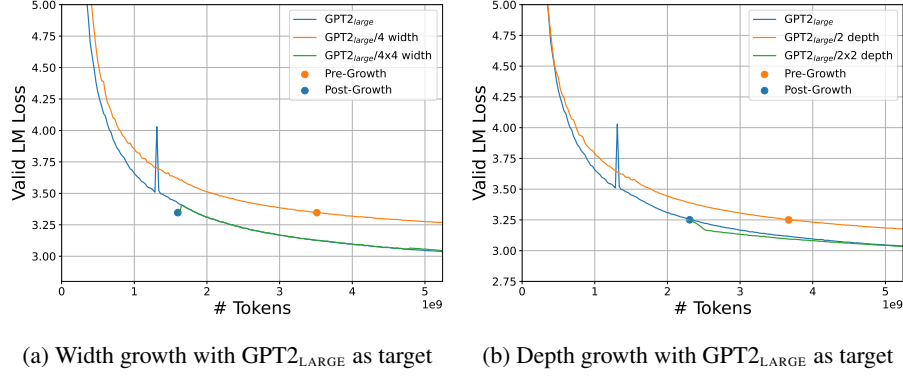 5.00
4.75
4.50
4.25
4.00
3.75
3.50
3.25
3.00
Valid LM Loss
0
1
2
3
4
5
1e9
# Tokens
GPT2large
GPT2large/4 width
GPT2large/4x4 width
Pre-Growth
Post-Growth
(a) Width growth with GPT2LARGE as target
5.00
4.75
4.50
4.25
4.00
3.75
3.50
3.25
3.00
2.75
Valid LM Loss
0
1
2
3
4
5
1e9
# Tokens
GPT2large
GPT2large/2 depth
GPT2large/2x2 depth
Pre-Growth
Post-Growth
(b) Depth growth with GPT2LARGE as target